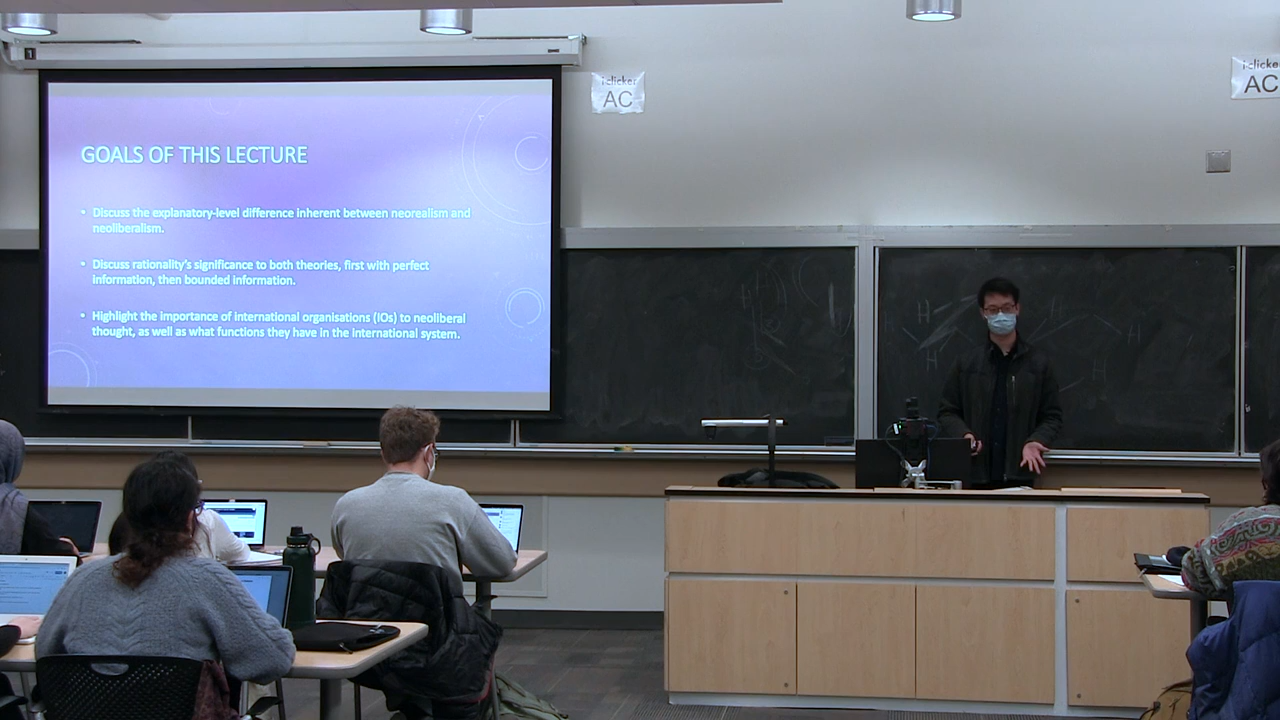 GOALS OF THIS LECTURE
• Discuss the explanatory-level difference inherent between neorealism and
neoliberalism.
• Discuss rationality's significance to both theories, first with perfect
information, then bounded information.
• Highlight the importance of international organisations (IOs) to neoliberal
thought, as well as what functions they have in the international system.
iclicker
AC
iclicke
AC
H
H
H
H